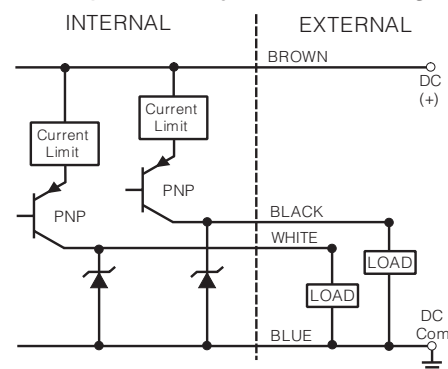 INTERNAL
EXTERNAL
BROWN
DC
(+)
Current
Limit
Current
Limit
PNP
PNP
BLACK
WHITE
LOAD
LOAD
DC
Com
BLUE